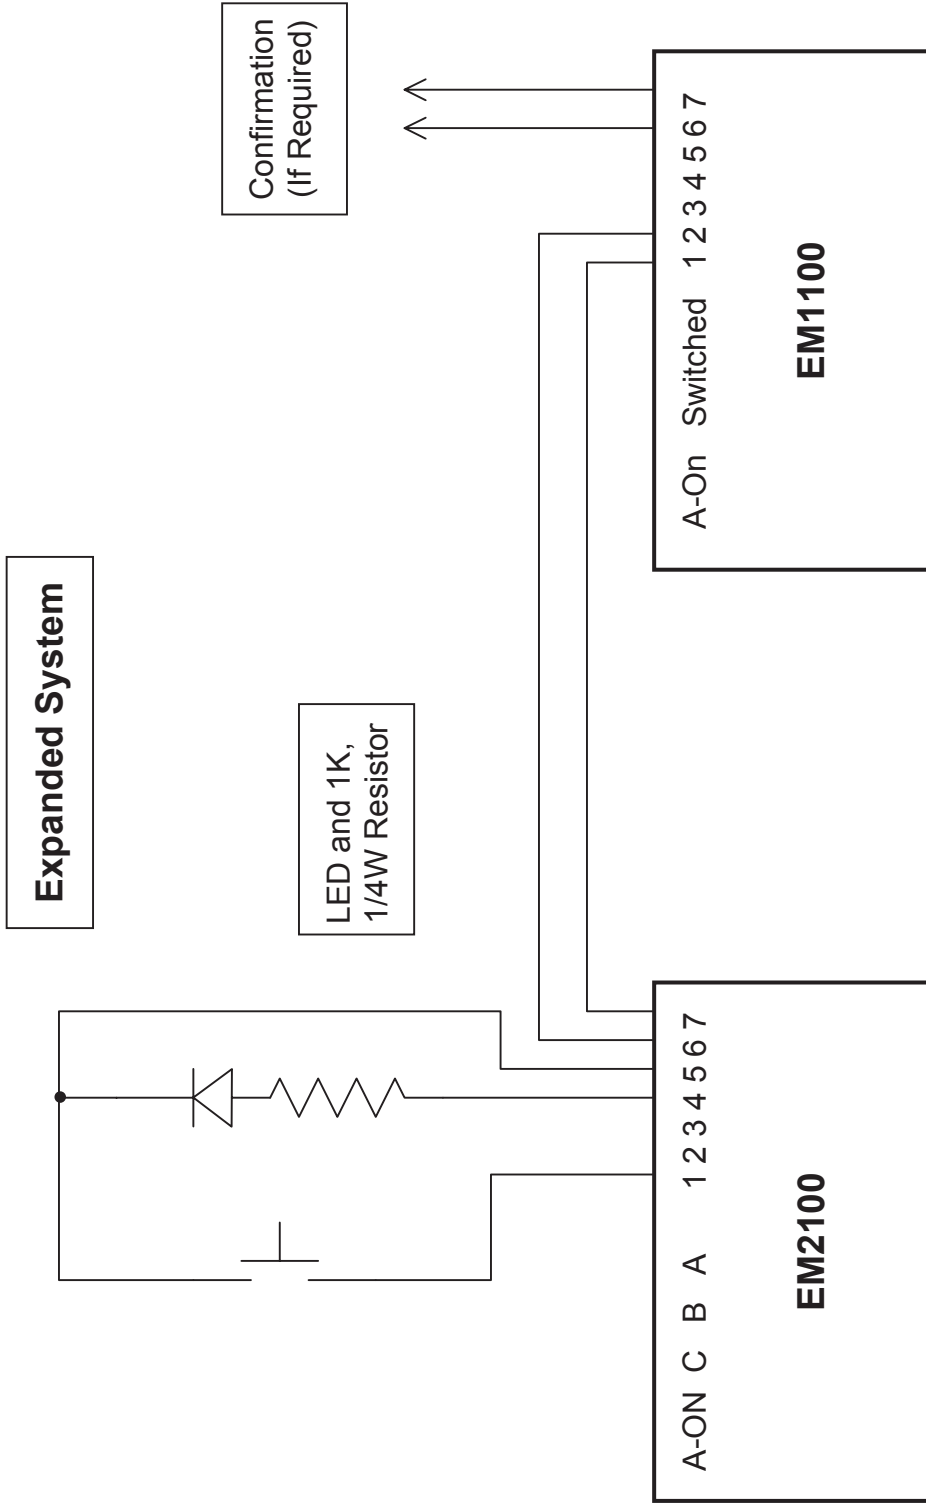 Expanded System
LED and 1K,
1/4W Resistor
Confirmation
(If Required)
A-ON C B A 1 2 3 4 5 6 7
EM2100
A-On Switched 1 2 3 4 5 6 7
EM1100